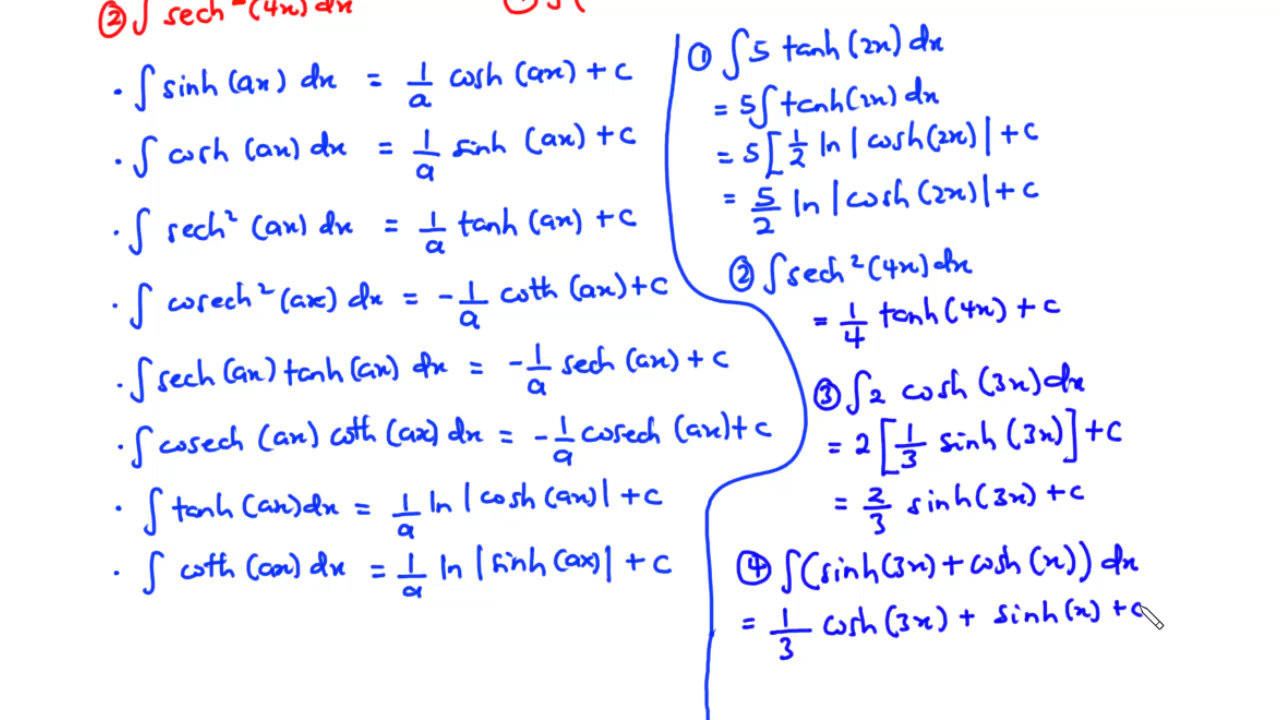 ② ∫ sech²(4x) dx
① ∫
· ∫ sinh (ax) dx = 1/a cosh (ax) + c
· ∫ cosh (ax) dx = 1/a sinh (ax) + c
· ∫ sech² (ax) dx = 1/a tanh (ax) + c
· ∫ cosech² (ax) dx = -1/a coth (ax) + c
· ∫ sech (ax) tanh (ax) dx = -1/a sech (ax) + c
· ∫ cosech (ax) coth (ax) dx = -1/a cosech (ax) + c
· ∫ tanh (ax) dx = 1/a ln |cosh (ax)| + c
· ∫ coth (ax) dx = 1/a ln |sinh (ax)| + c
① ∫ 5 tanh (2x) dx
= 5 ∫ tanh (2x) dx
= 5 [ 1/2 ln | cosh (2x) | + c
= 5/2 ln | cosh (2x) | + c
② ∫ sech² (4x) dx
= 1/4 tanh (4x) + c
③ ∫ 2 cosh (3x) dx
= 2 [ 1/3 sinh (3x) ] + c
= 2/3 sinh (3x) + c
④ ∫ (sinh (3x) + cosh (x)) dx
= 1/3 cosh (3x) + sinh (x) + c